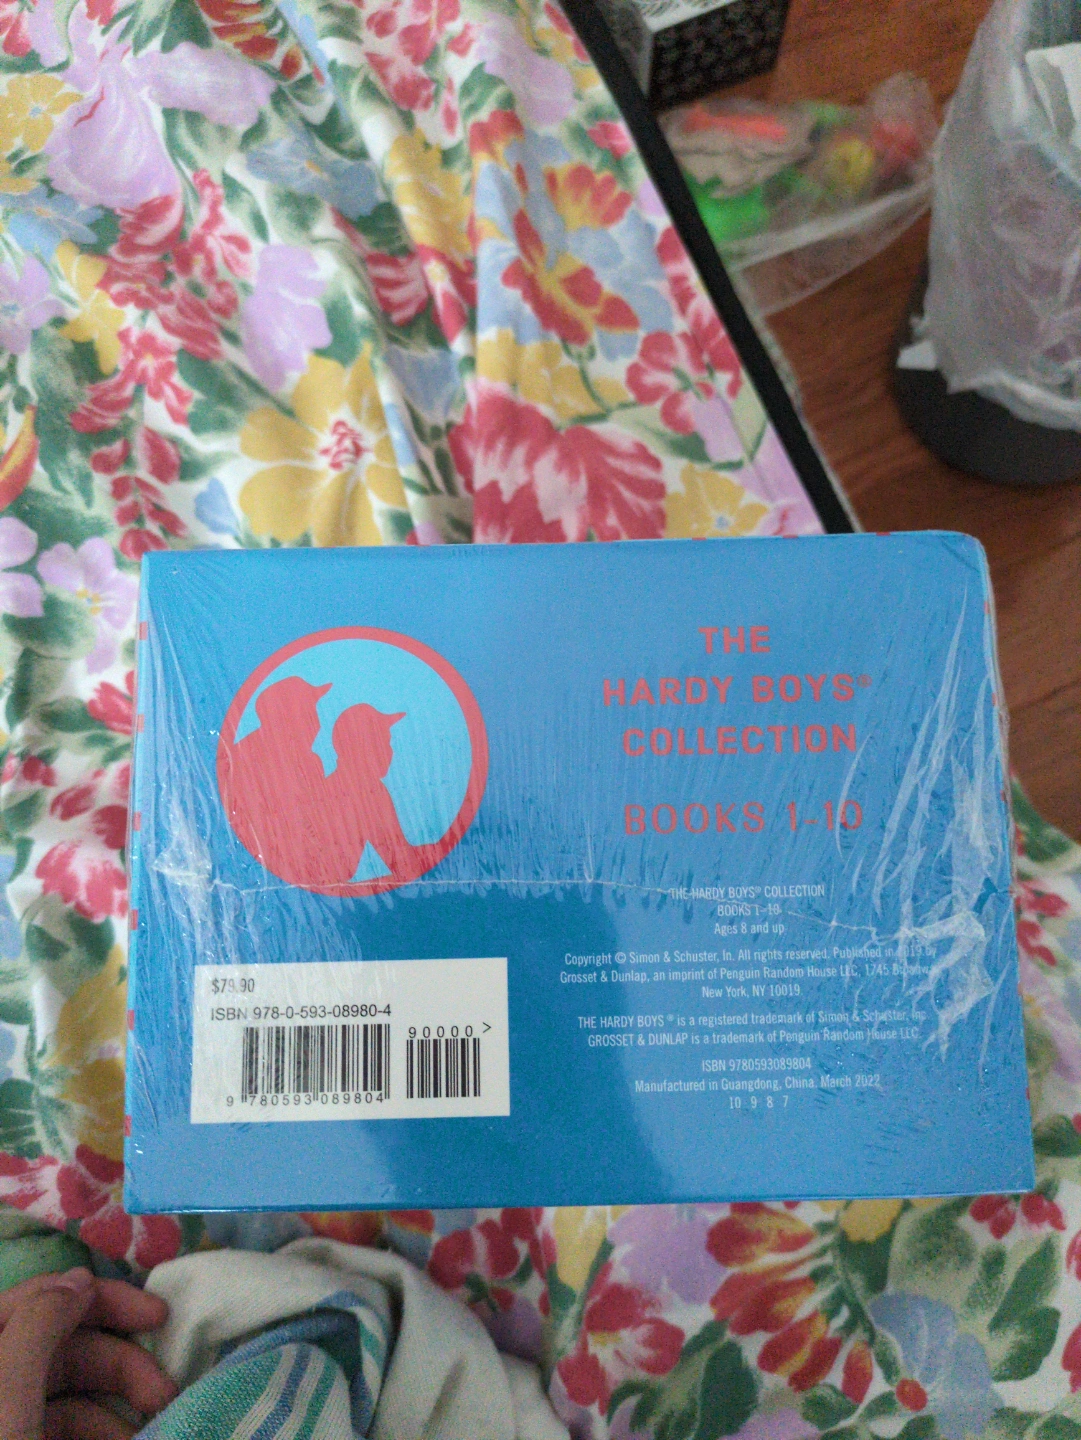 THE
HARDY BOYS®
COLLECTION
BOOKS 1-10
THE HARDY BOYS® COLLECTION
BOOKS 1-10
Ages 8 and up
Copyright © Simon & Schuster, In. All rights reserved. Published in 2019 by
Grosset & Dunlap, an imprint of Penguin Random House LLC, 1745
New York, NY 10019.
THE HARDY BOYS ® is a registered trademark of Simon & Schuster, Inc.
GROSSET & DUNLAP is a trademark of Penguin Random House LLC.
ISBN 9780593089804
Manufactured in Guangdong, China, March 2022
10 9 8 7
$79.90
ISBN 978-0-593-08980-4
90000>
9 780593 089804